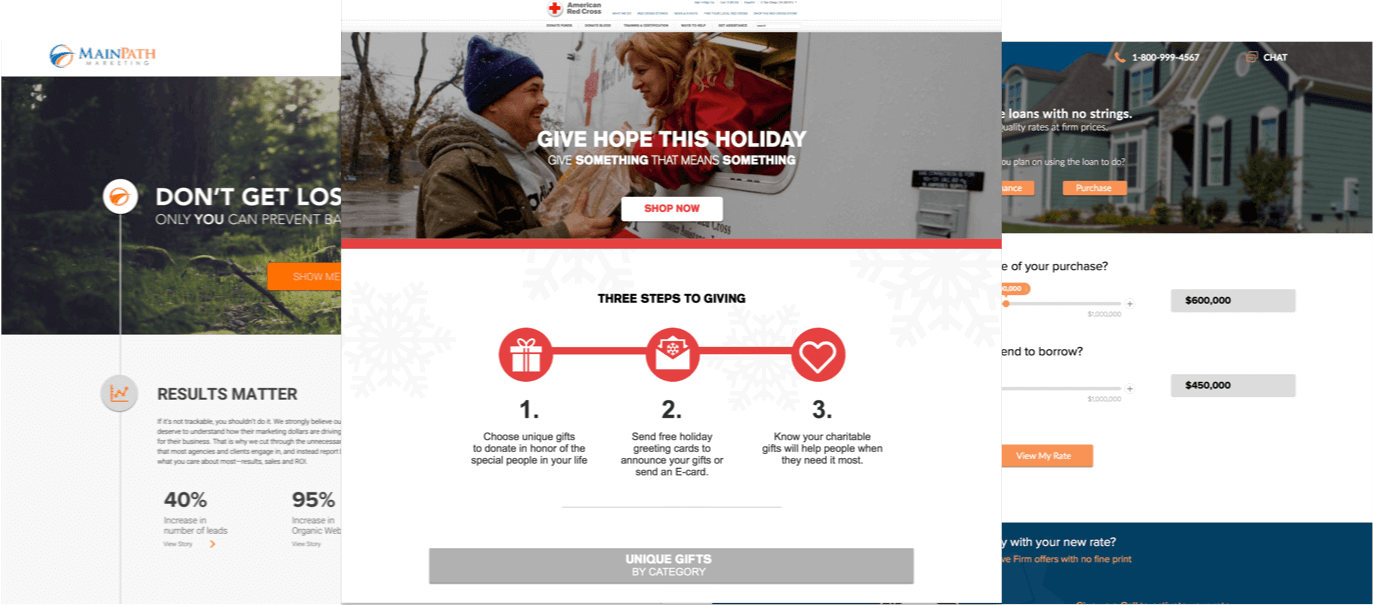 MAINPATH
MARKETING
DON'T GET LOS
ONLY YOU CAN PREVENT BA
SHOW ME
RESULTS MATTER
If it's not trackable, you shouldn't do it. We strongly believe ou
deserve to understand how their marketing dollars are driving
for their business. That is why we cut through the unnecessar
that most agencies and clients engage in, and instead report
what you care about most–results, sales and ROI.
40%
Increase in
number of leads
View Story
95%
Increase in
Organic Web
View Story
American
Red Cross
DONATE FUNDS
DONATE BLOOD
TRAINING & CERTIFICATION
WAYS TO HELP
GET ASSISTANCE
GIVE HOPE THIS HOLIDAY
GIVE SOMETHING THAT MEANS SOMETHING
SHOP NOW
THREE STEPS TO GIVING
1.
Choose unique gifts
to donate in honor of the
special people in your life
2.
Send free holiday
greeting cards to
announce your gifts or
send an E-card.
3.
Know your charitable
gifts will help people when
they need it most.
UNIQUE GIFTS
BY CATEGORY
1-800-999-4567
CHAT
e loans with no strings.
uality rates at firm prices.
ou plan on using the loan to do?
ance
Purchase
e of your purchase?
$1,000,000
$600,000
end to borrow?
$1,000,000
$450,000
View My Rate
y with your new rate?
ve Firm offers with no fine print